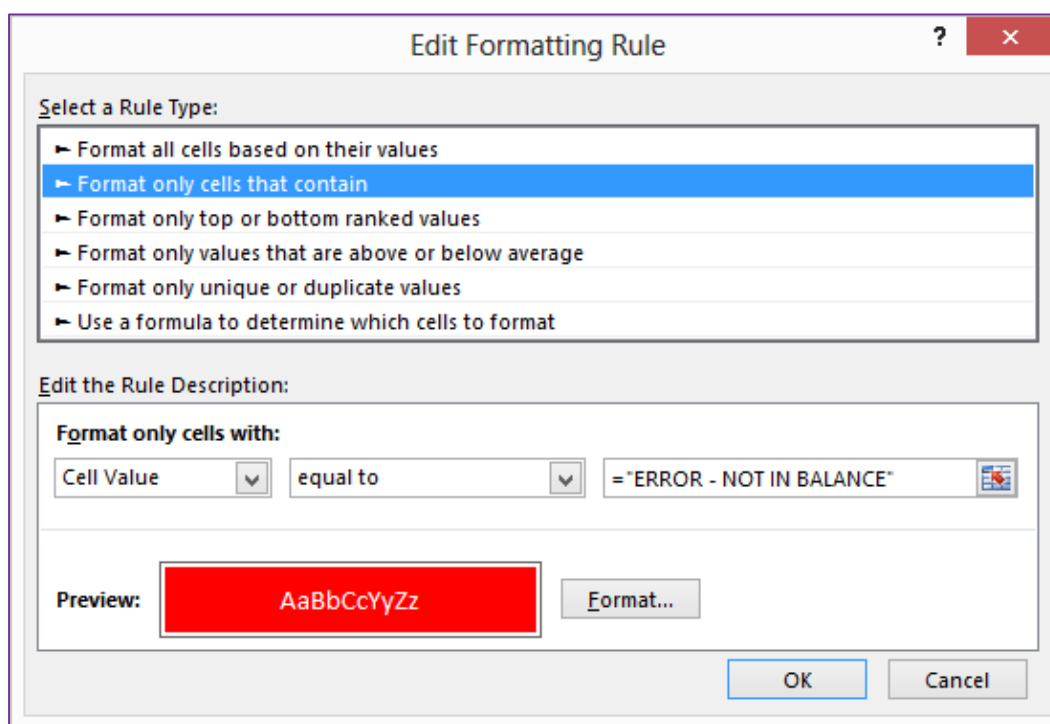 Edit Formatting Rule
?
Select a Rule Type:
► Format all cells based on their values
► Format only cells that contain
► Format only top or bottom ranked values
► Format only values that are above or below average
► Format only unique or duplicate values
► Use a formula to determine which cells to format
Edit the Rule Description:
Format only cells with:
Cell Value equal to ="ERROR - NOT IN BALANCE"
Preview: AaBbCcYyZz Format...
OK Cancel